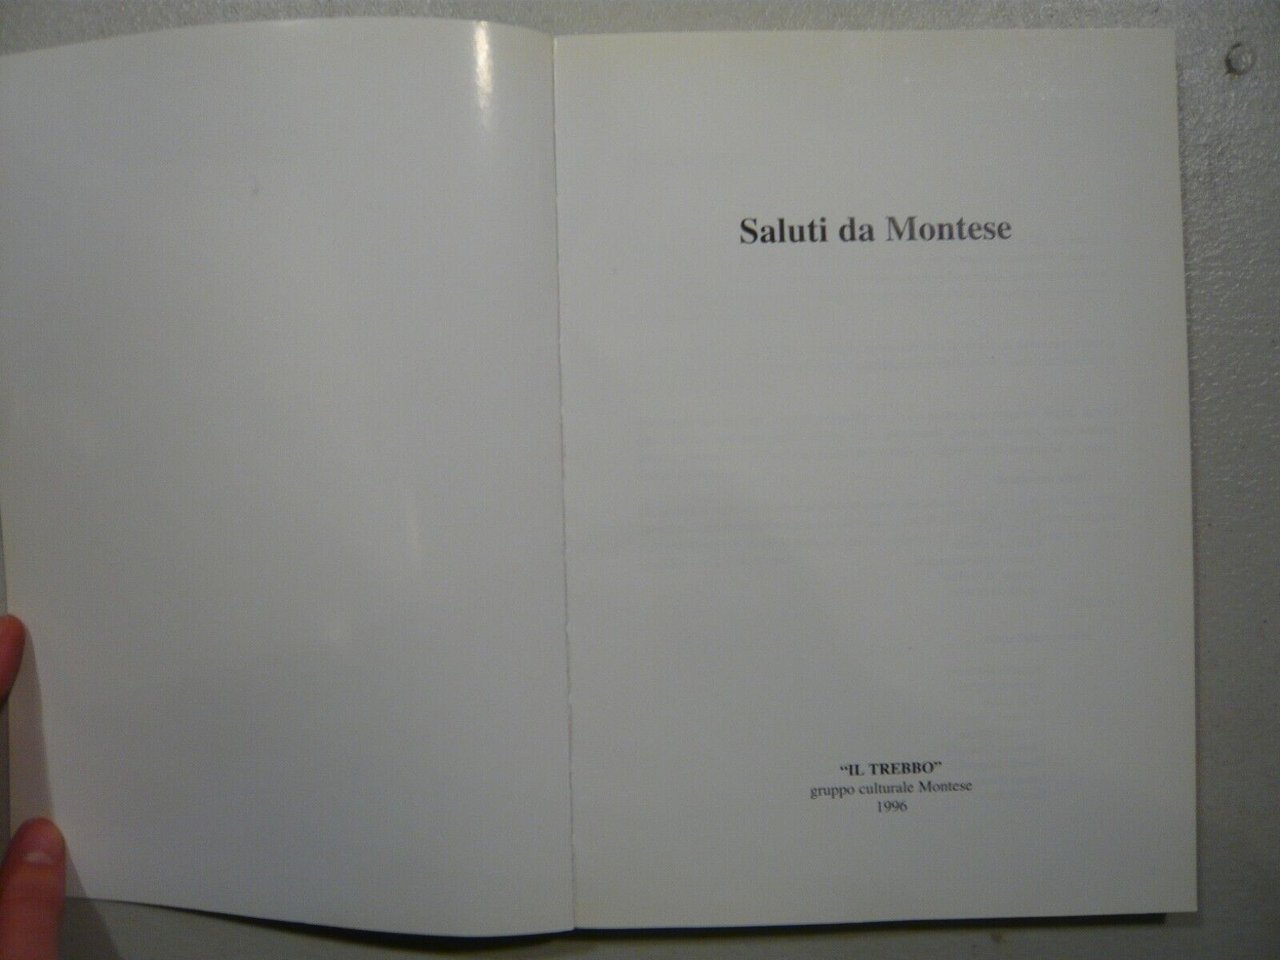 Saluti da Montese
“IL TREBBO”
gruppo culturale Montese
1996